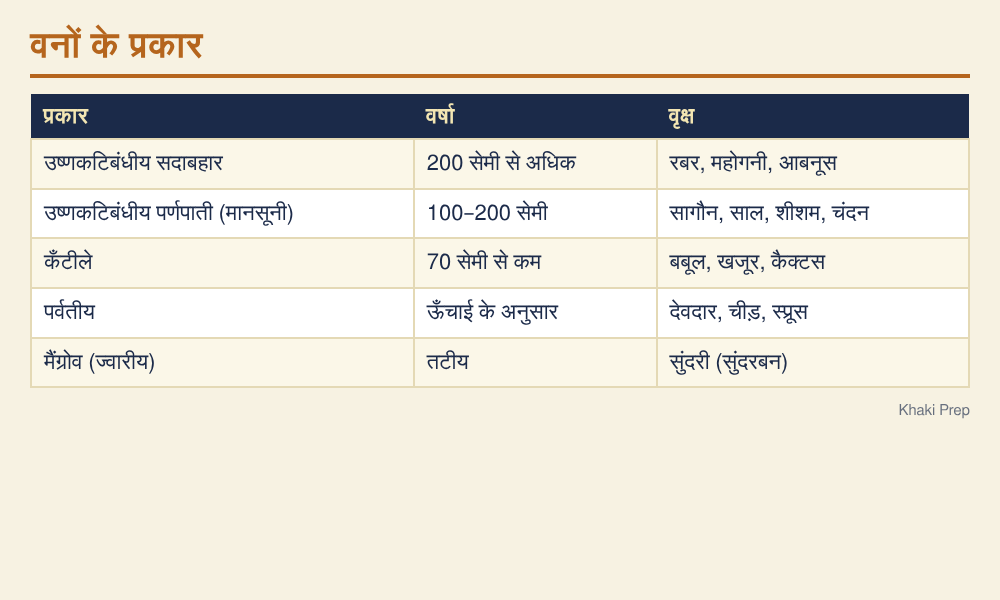 वनों के प्रकार
प्रकार वर्षा वृक्ष
उष्णकटिबंधीय सदाबहार 200 सेमी से अधिक रबर, महोगनी, आबनूस
उष्णकटिबंधीय पर्णपाती (मानसूनी) 100–200 सेमी सागौन, साल, शीशम, चंदन
कँटीले 70 सेमी से कम बबूल, खजूर, कैक्टस
पर्वतीय ऊँचाई के अनुसार देवदार, चीड़, स्प्रूस
मैंग्रोव (ज्वारीय) तटीय सुंदरी (सुंदरबन)
Khaki Prep